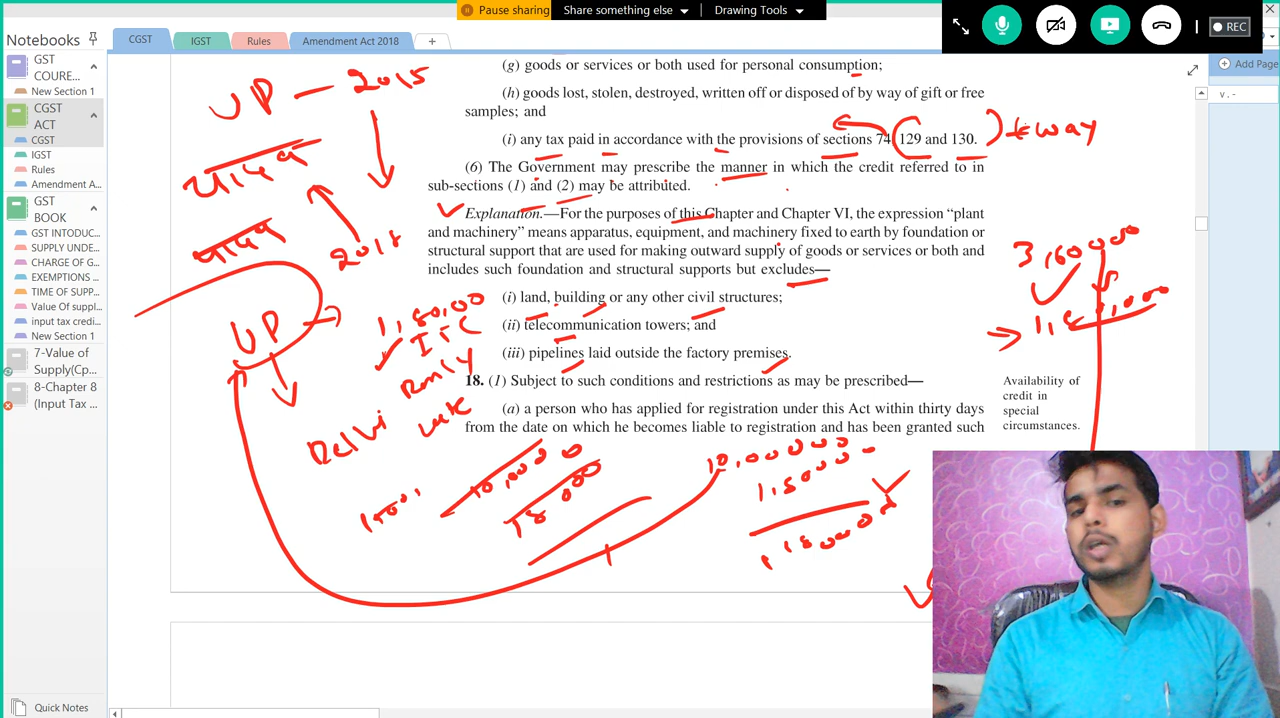 Pause sharing
Share something else
Drawing Tools
REC
Notebooks
CGST
IGST
Rules
Amendment Act 2018
+
Add Page
GST
COURE...
New Section 1
CGST
ACT
CGST
IGST
Rules
Amendment A...
GST
BOOK
GST INTRODUC...
SUPPLY UNDE...
CHARGE OF G...
EXEMPTIONS
TIME OF SUPP...
Value Of suppl...
input tax credi...
New Section 1
7-Value of
Supply(Cp...
8-Chapter 8
(Input Tax ...
Quick Notes
v . -
(g) goods or services or both used for personal consumption;
(h) goods lost, stolen, destroyed, written off or disposed of by way of gift or free
samples; and
(i) any tax paid in accordance with the provisions of sections 74, 129 and 130.
(6) The Government may prescribe the manner in which the credit referred to in
sub-sections (1) and (2) may be attributed.
Explanation.—For the purposes of this Chapter and Chapter VI, the expression “plant
and machinery” means apparatus, equipment, and machinery fixed to earth by foundation or
structural support that are used for making outward supply of goods or services or both and
includes such foundation and structural supports but excludes—
(i) land, building or any other civil structures;
(ii) telecommunication towers; and
(iii) pipelines laid outside the factory premises.
18. (1) Subject to such conditions and restrictions as may be prescribed—
Availability of
credit in
special
circumstances.
(a) a person who has applied for registration under this Act within thirty days
from the date on which he becomes liable to registration and has been granted such
UP — 2015
UP
ITC
Delhi